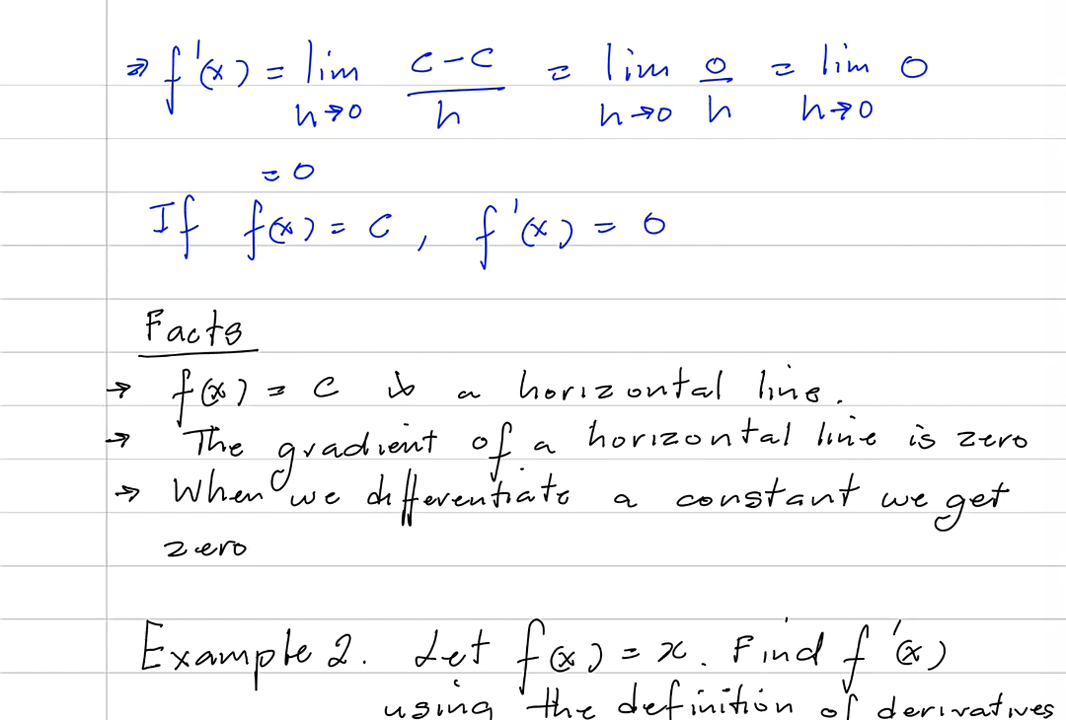 ⇒ f'(x) = lim h→0 (c-c)/h = lim h→0 0/h = lim h→0 0
= 0
If f(x) = c, f'(x) = 0
Facts
→ f(x) = c is a horizontal line.
→ The gradient of a horizontal line is zero
→ When we differentiate a constant we get
zero
Example 2. Let f(x) = x. Find f'(x)
using the definition of derivatives